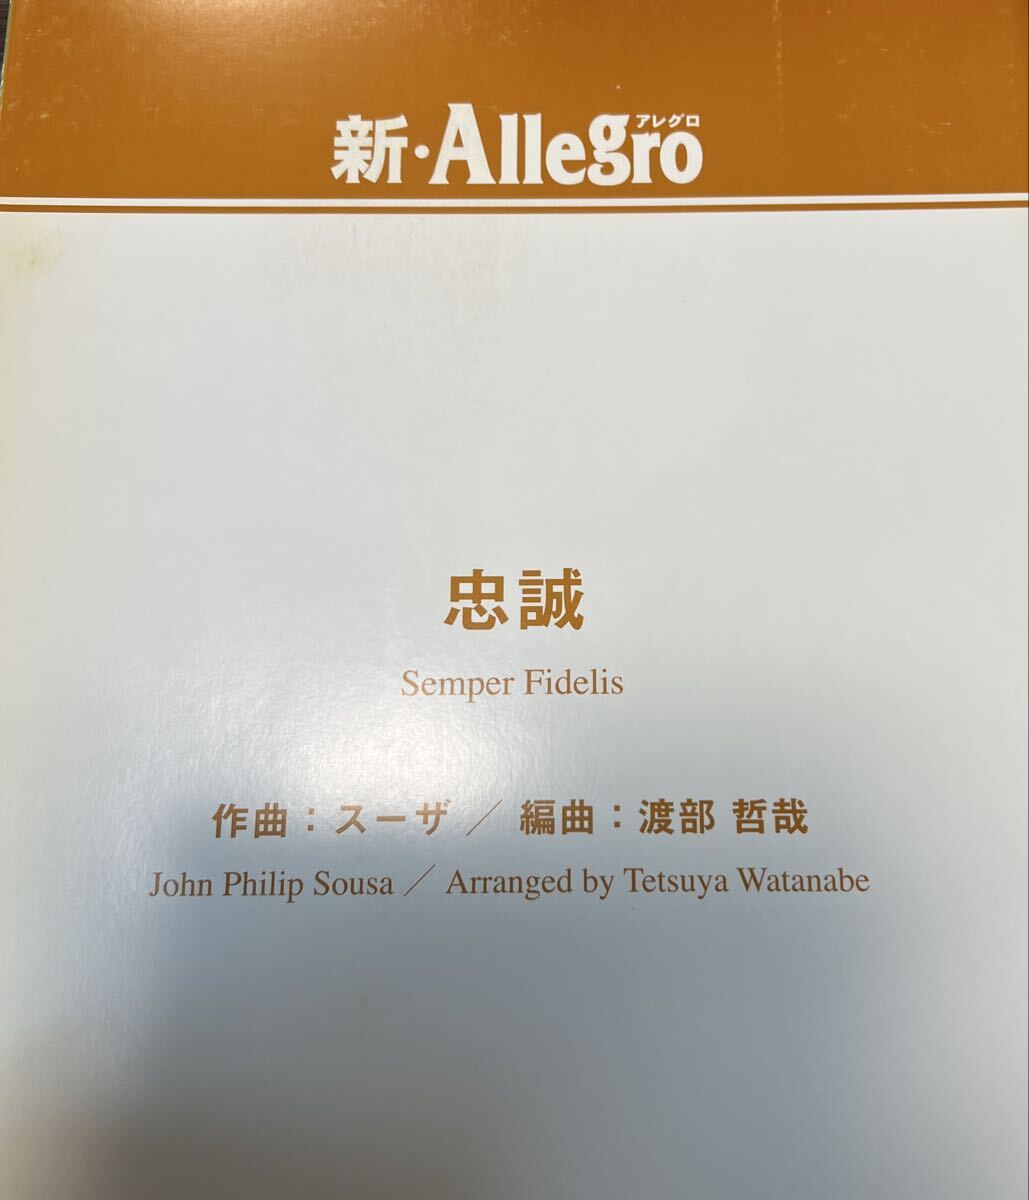 アレグロ
新・Allegro
忠誠
Semper Fidelis
作曲：スーザ／編曲：渡部 哲哉
John Philip Sousa／Arranged by Tetsuya Watanabe